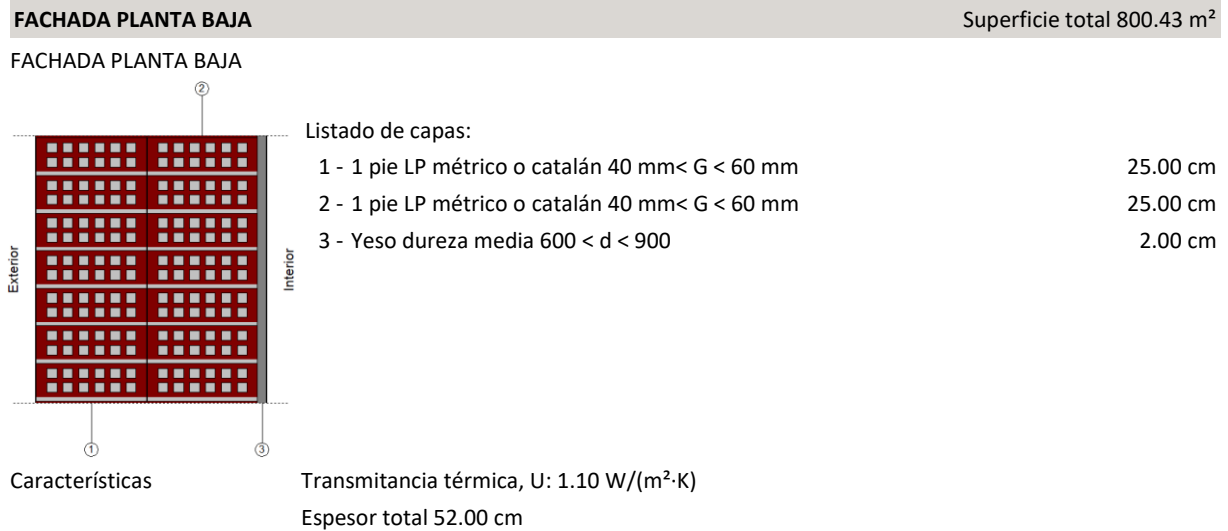 FACHADA PLANTA BAJA Superficie total 800.43 m²
FACHADA PLANTA BAJA
2
Listado de capas:
1 - 1 pie LP métrico o catalán 40 mm< G < 60 mm 25.00 cm
2 - 1 pie LP métrico o catalán 40 mm< G < 60 mm 25.00 cm
3 - Yeso dureza media 600 < d < 900 2.00 cm
Exterior
Interior
1 3
Características Transmitancia térmica, U: 1.10 W/(m²·K)
Espesor total 52.00 cm